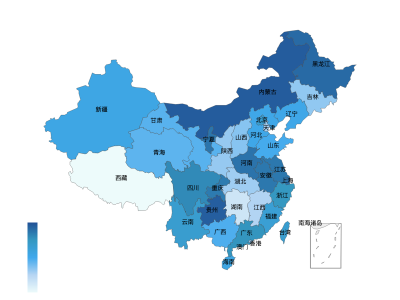 黑龙江
内蒙古
吉林
新疆
辽宁
甘肃
北京
天津
河北
宁夏
山西
山东
青海
陕西
河南
江苏
西藏
安徽
上海
四川
重庆
湖北
浙江
贵州
湖南
江西
云南
福建
南海诸岛
广西
广东
台湾
香港
澳门
海南